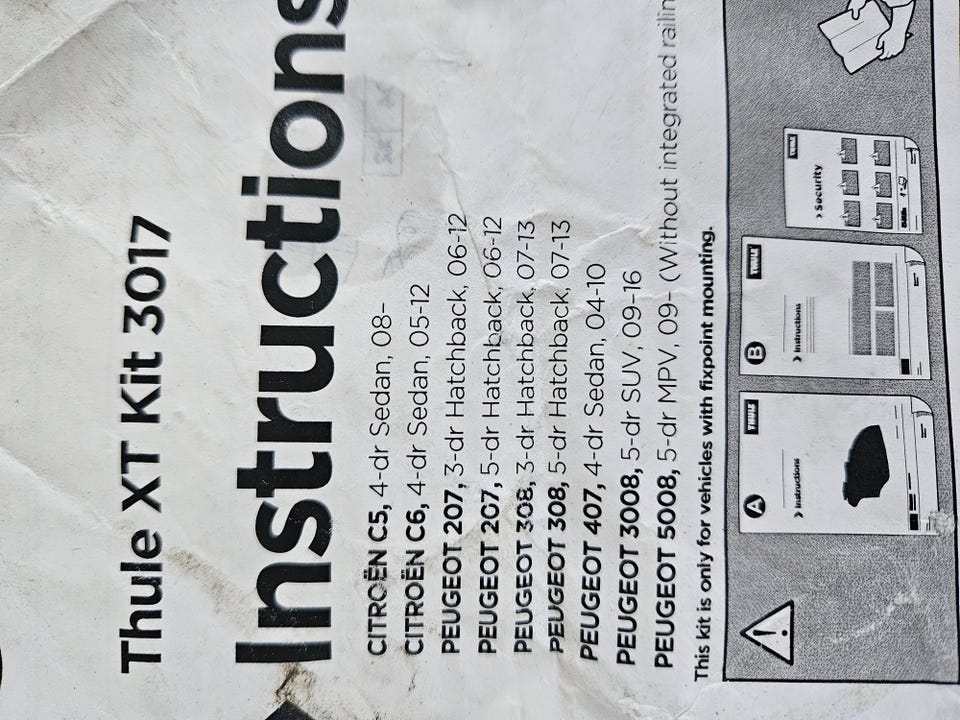 Thule XT Kit 3017
Instructions
CITROËN C5, 4-dr Sedan, 08-
CITROËN C6, 4-dr Sedan, 05-12
PEUGEOT 207, 3-dr Hatchback, 06-12
PEUGEOT 207, 5-dr Hatchback, 06-12
PEUGEOT 308, 3-dr Hatchback, 07-13
PEUGEOT 308, 5-dr Hatchback, 07-13
PEUGEOT 407, 4-dr Sedan, 04-10
PEUGEOT 3008, 5-dr SUV, 09-16
PEUGEOT 5008, 5-dr MPV, 09- (Without integrated railin
This kit is only for vehicles with fixpoint mounting.
A
THULE
› Instructions
B
THULE
› Instructions
THULE
› Security